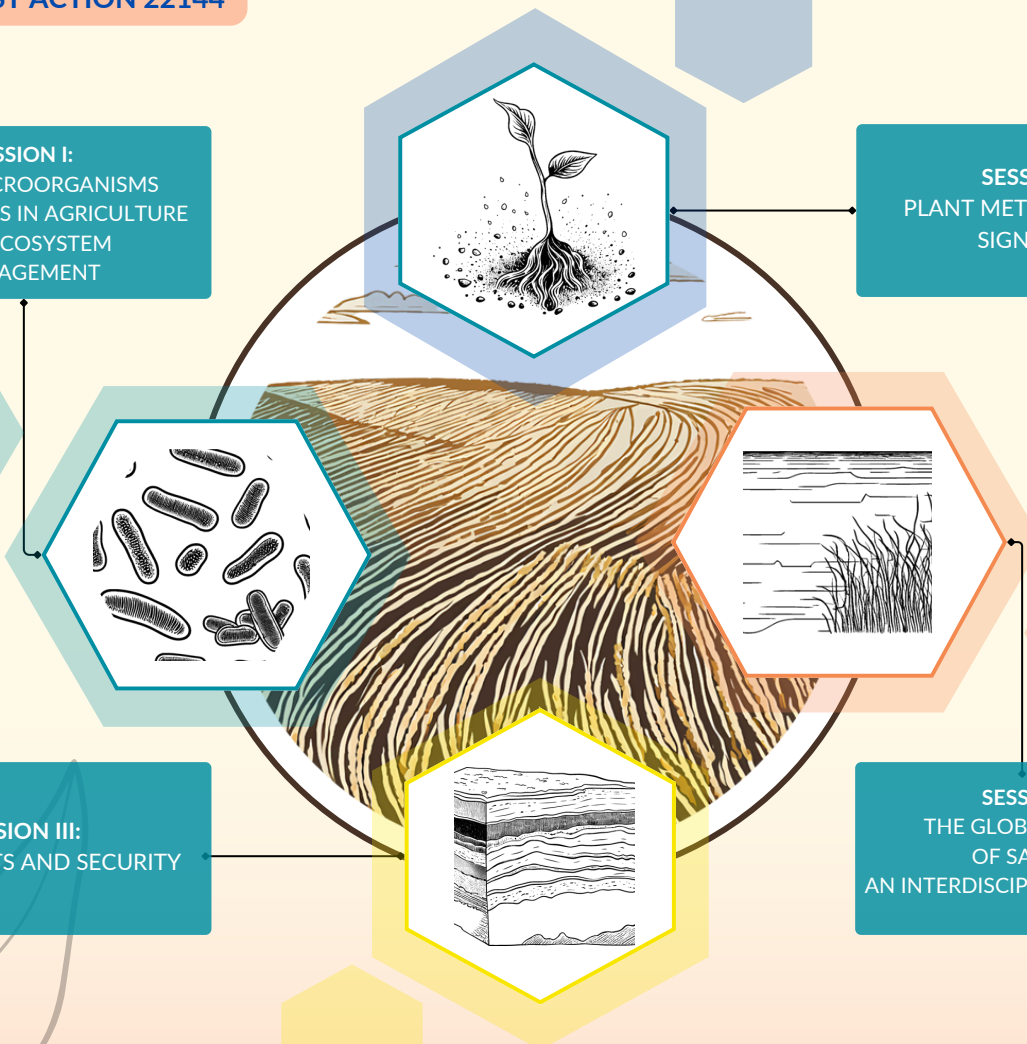 ST ACTION 22144
SSION I:
CROORGANISMS
S IN AGRICULTURE
COSYSTEM
AGEMENT
SESS
PLANT MET
SIGN
SION III:
TS AND SECURITY
SESS
THE GLOB
OF SA
AN INTERDISCIP